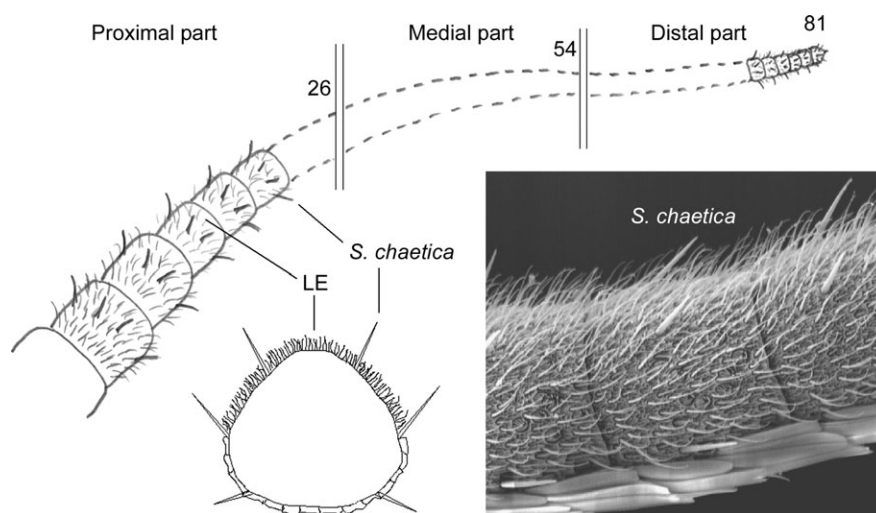 Proximal part
Medial part
Distal part
81
54
26
S. chaetica
S. chaetica
LE